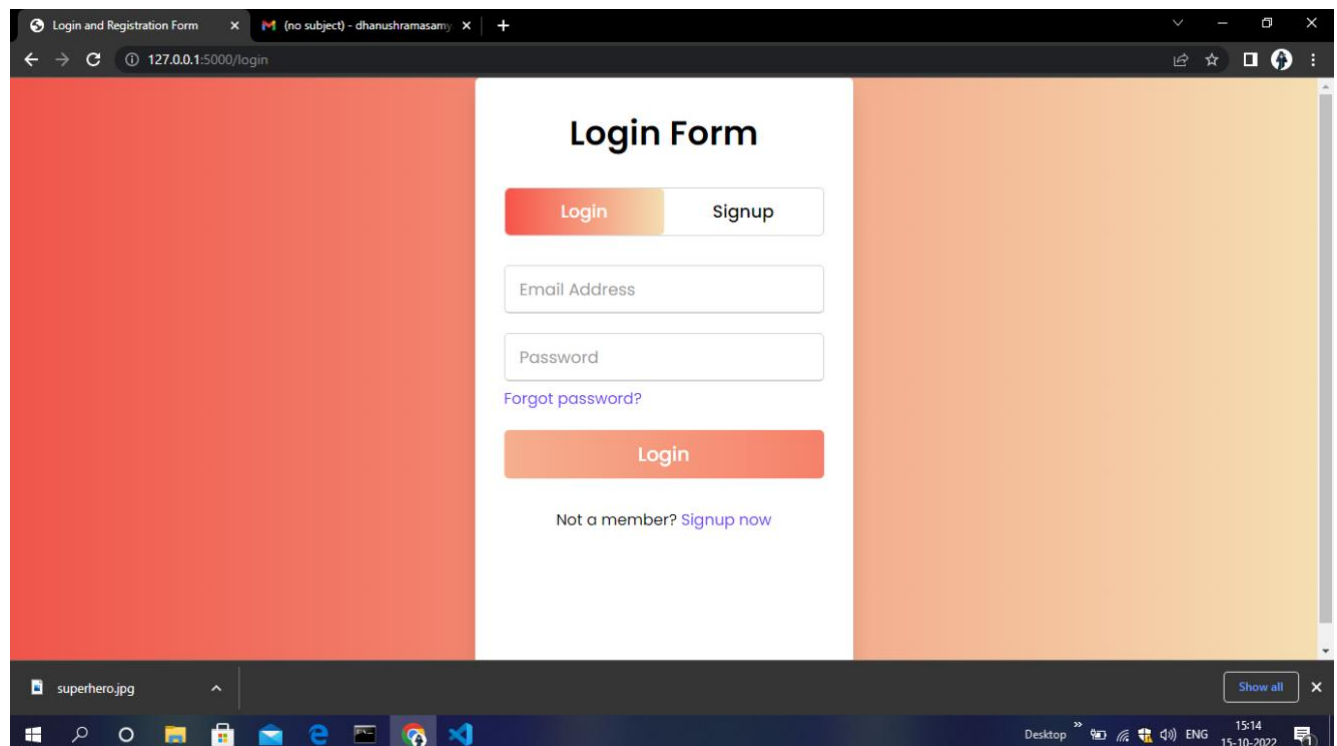 Login and Registration Form
(no subject) - dhanushramasamy
127.0.0.1:5000/login
Login Form
Login Signup
Email Address
Password
Forgot password?
Login
Not a member? Signup now
superhero.jpg
Show all
Desktop
ENG
15:14
15-10-2022
1